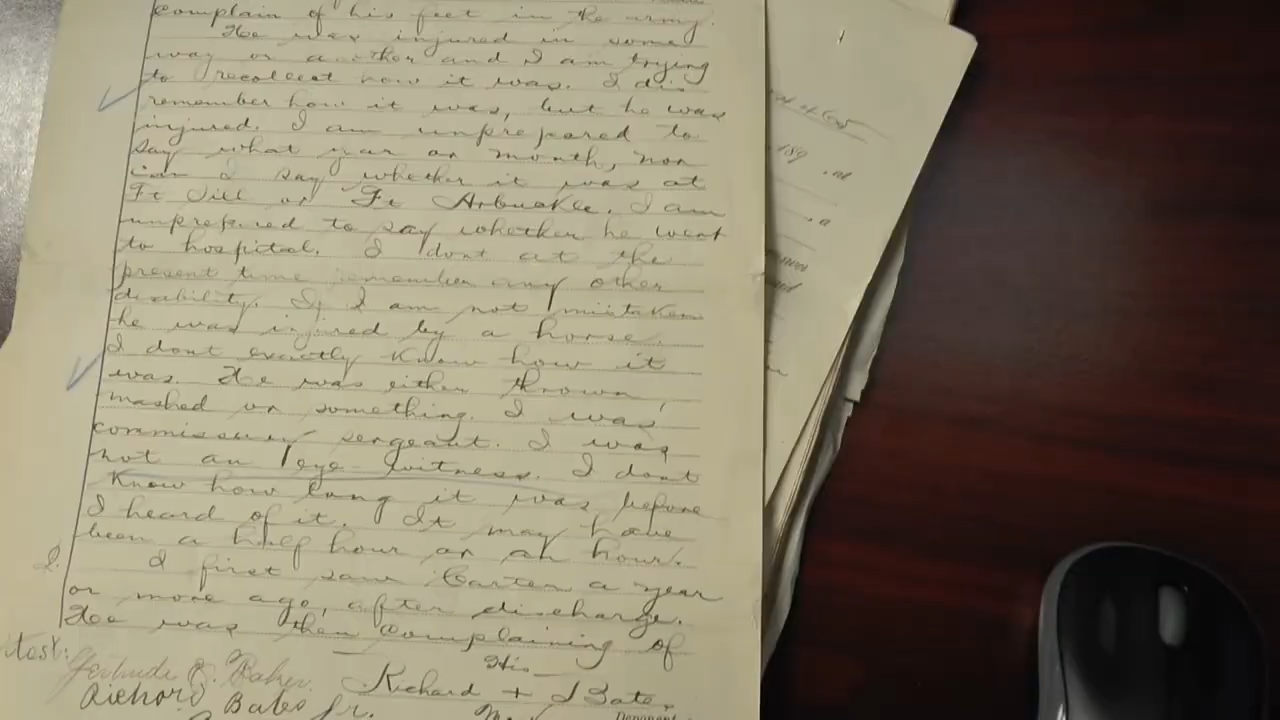 complain of his feet in the army.
He was injured in some
way or another and I am trying
to recollect how it was. I dis
remember how it was, but he was
injured. I am unprepared to
say what year or month, nor
can I say whether it was at
Ft Sill or Ft Arbuckle. I am
unprepared to say whether he went
to hospital. I dont at the
present time remember any other
disability. If I am not mistaken
he was injured by a horse.
I dont exactly know how it
was. He was either thrown,
mashed or something. I was
commissary sergeant. I was
not an eye-witness. I dont
Know how long it was before
I heard of it. It may have
been a half hour or an hour.
I first saw Carter a year
or more ago, after discharge.
He was then complaining of
His
Gertrude E. Baker.
Richard + Bate
Richard Bates Jr.
Deponent
189 , at
, a